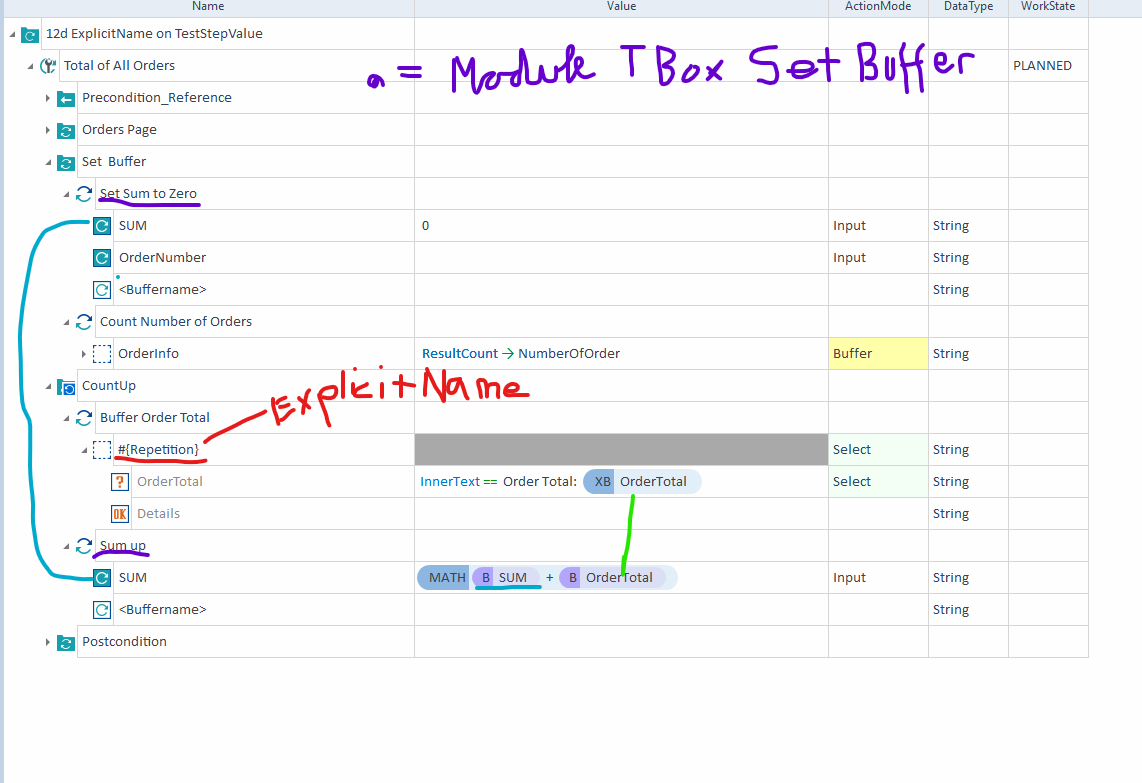 Name Value ActionMode DataType WorkState
12d ExplicitName on TestStepValue
Total of All Orders PLANNED
= Module TBox Set Buffer
Precondition_Reference
Orders Page
Set Buffer
Set Sum to Zero
SUM 0 Input String
OrderNumber Input String
<Buffername> String
Count Number of Orders
OrderInfo ResultCount → NumberOfOrder Buffer String
CountUp
ExplicitName
Buffer Order Total
#{Repetition} Select String
? OrderTotal InnerText == Order Total: XB OrderTotal Select String
OK Details String
Sum up
SUM MATH B SUM + B OrderTotal Input String
<Buffername> String
Postcondition